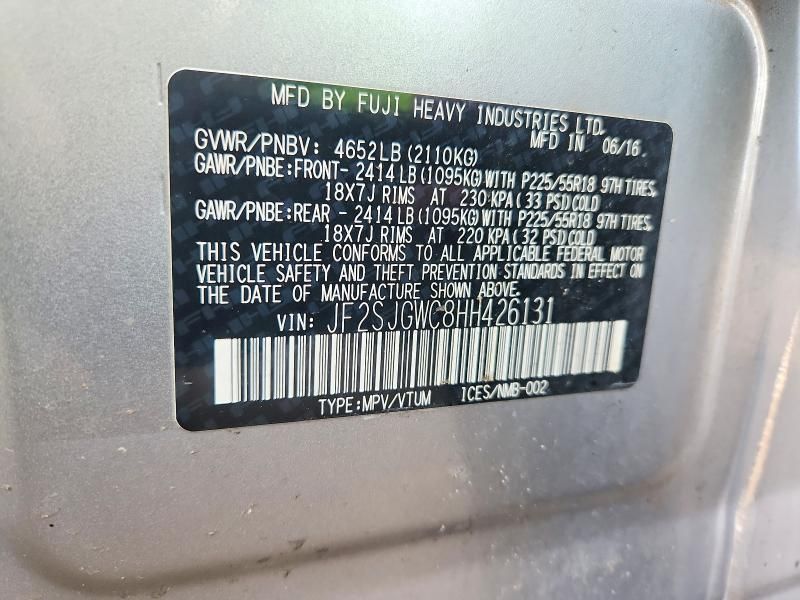 MFD BY FUJI HEAVY INDUSTRIES LTD.
MFD IN 06/16.
GVWR/PNBV: 4652LB (2110KG)
GAWR/PNBE:FRONT- 2414LB (1095KG) WITH P225/55R18 97H TIRES,
18X7J RIMS AT 230 KPA (33 PSI) COLD
GAWR/PNBE:REAR - 2414LB (1095KG) WITH P225/55R18 97H TIRES,
18X7J RIMS AT 220 KPA (32 PSI) COLD
THIS VEHICLE CONFORMS TO ALL APPLICABLE FEDERAL MOTOR
VEHICLE SAFETY AND THEFT PREVENTION STANDARDS IN EFFECT ON
THE DATE OF MANUFACTURE SHOWN ABOVE.
VIN: JF2SJGWC8HH426131
TYPE:MPV/VTUM ICES/NMB-002